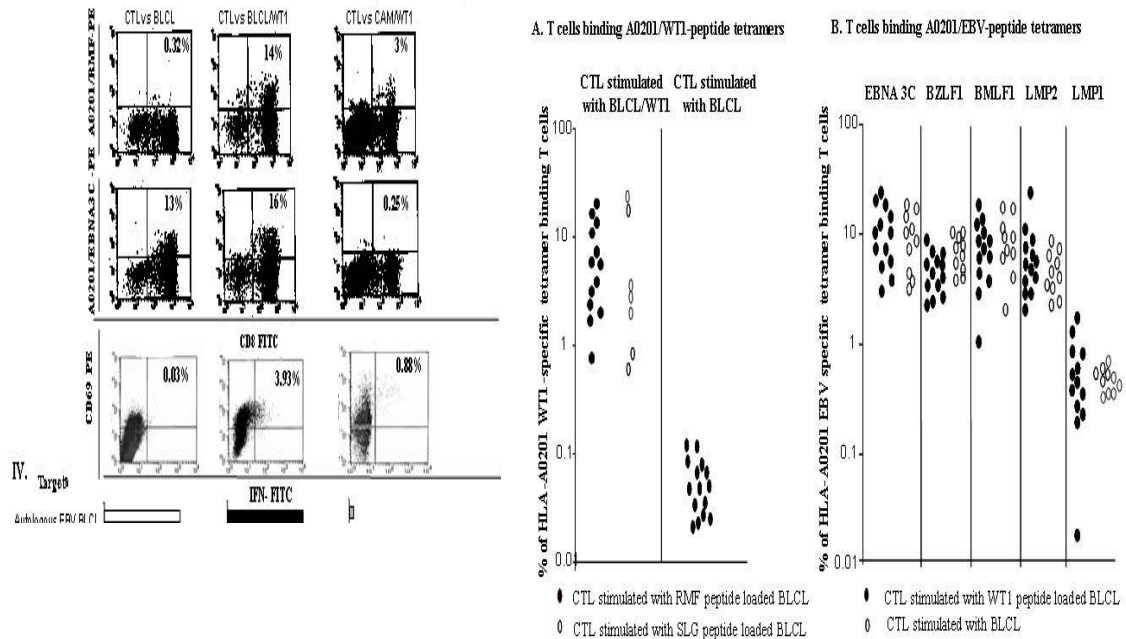 CTLvs BLCL
CTLvs BLCL/WT1
CTLvs CAM/WT1
A0201/RMF-PE
0.32%
14%
3%
A0201/EBNA3C -PE
13%
16%
0.25%
CD8 FITC
CD69 PE
0.03%
3.93%
0.88%
IFN- FITC
IV.
Targets
Autologous EBV BLCL
A. T cells binding A0201/WT1-peptide tetramers
CTL stimulated
with BLCL/WT1
CTL stimulated
with BLCL
% of HLA-A0201 WT1-specific tetramer binding T cells
100
10
1
0.1
0.01
CTL stimulated with RMF peptide loaded BLCL
CTL stimulated with SLG peptide loaded BLCL
B. T cells binding A0201/EBV-peptide tetramers
EBNA 3C
BZLF1
BMLF1
LMP2
LMP1
% of HLA-A0201 EBV specific tetramer binding T cells
100
10
1
0.1
0.01
CTL stimulated with WT1 peptide loaded BLCL
CTL stimulated with BLCL